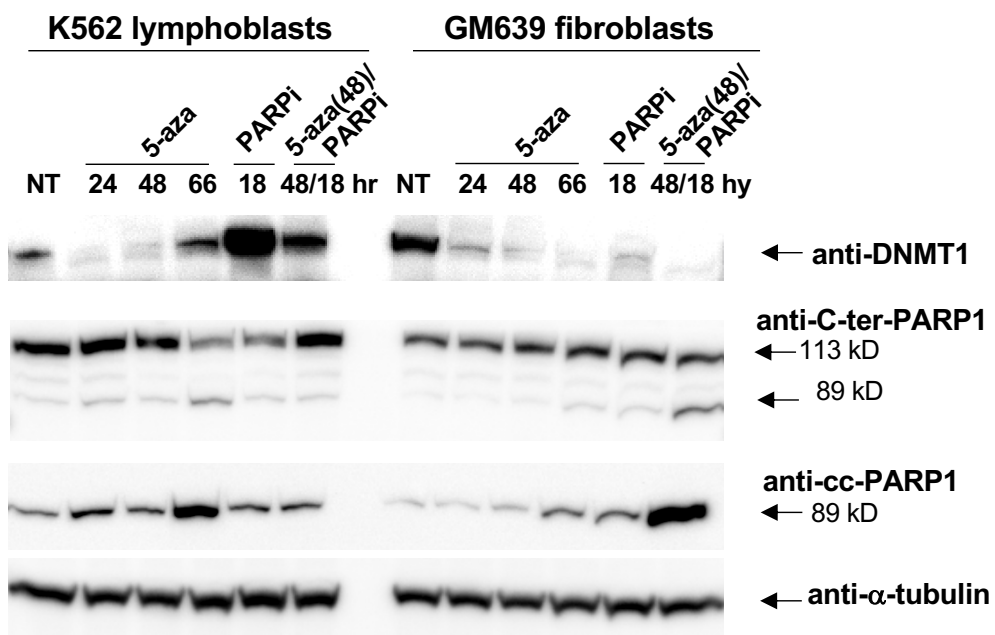 K562 lymphoblasts GM639 fibroblasts
5-aza PARPi 5-aza(48)/ PARPi 5-aza PARPi 5-aza(48)/ PARPi
NT 24 48 66 18 48/18 hr NT 24 48 66 18 48/18 hy
anti-DNMT1
anti-C-ter-PARP1
113 kD
89 kD
anti-cc-PARP1
89 kD
anti-α-tubulin